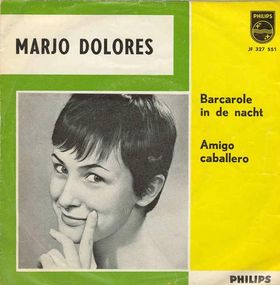 MARJO DOLORES
PHILIPS
JF 327 551
Barcarole
in de nacht
Amigo
caballero
PHILIPS